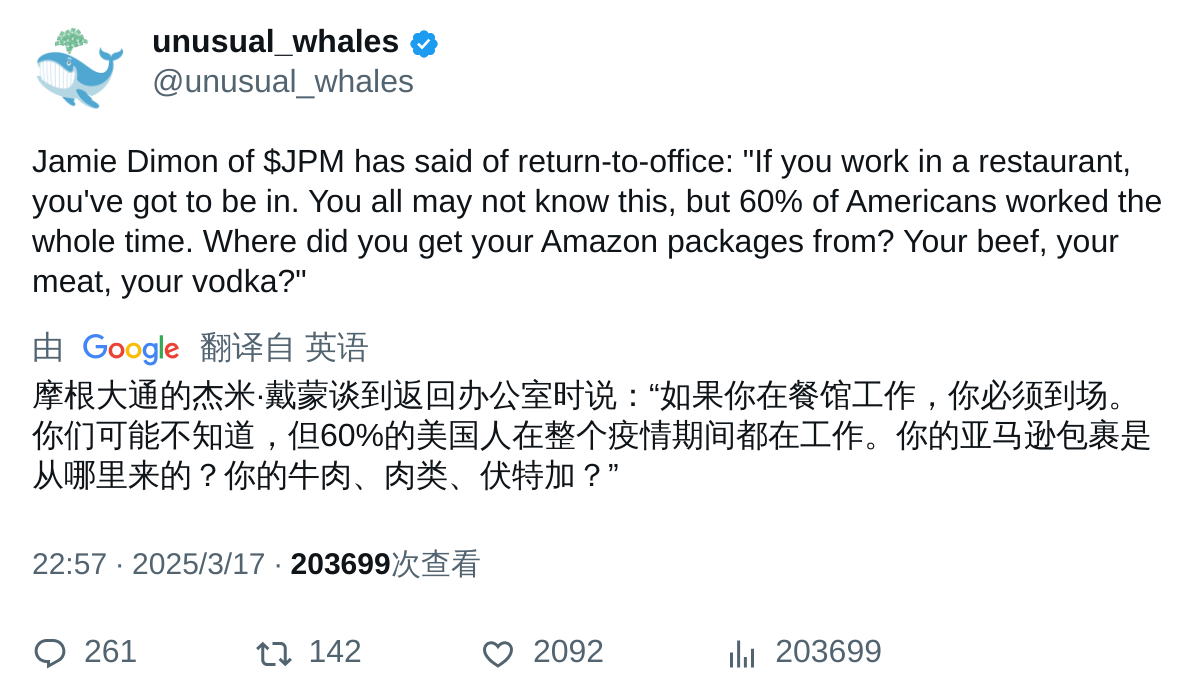 unusual_whales
@unusual_whales
Jamie Dimon of $JPM has said of return-to-office: "If you work in a restaurant,
you've got to be in. You all may not know this, but 60% of Americans worked the
whole time. Where did you get your Amazon packages from? Your beef, your
meat, your vodka?"
由 Google 翻译自 英语
摩根大通的杰米·戴蒙谈到返回办公室时说：“如果你在餐馆工作，你必须到场。
你们可能不知道，但60%的美国人在整个疫情期间都在工作。你的亚马逊包裹是
从哪里来的？你的牛肉、肉类、伏特加？”
22:57 · 2025/3/17 · 203699次查看
261 142 2092 203699